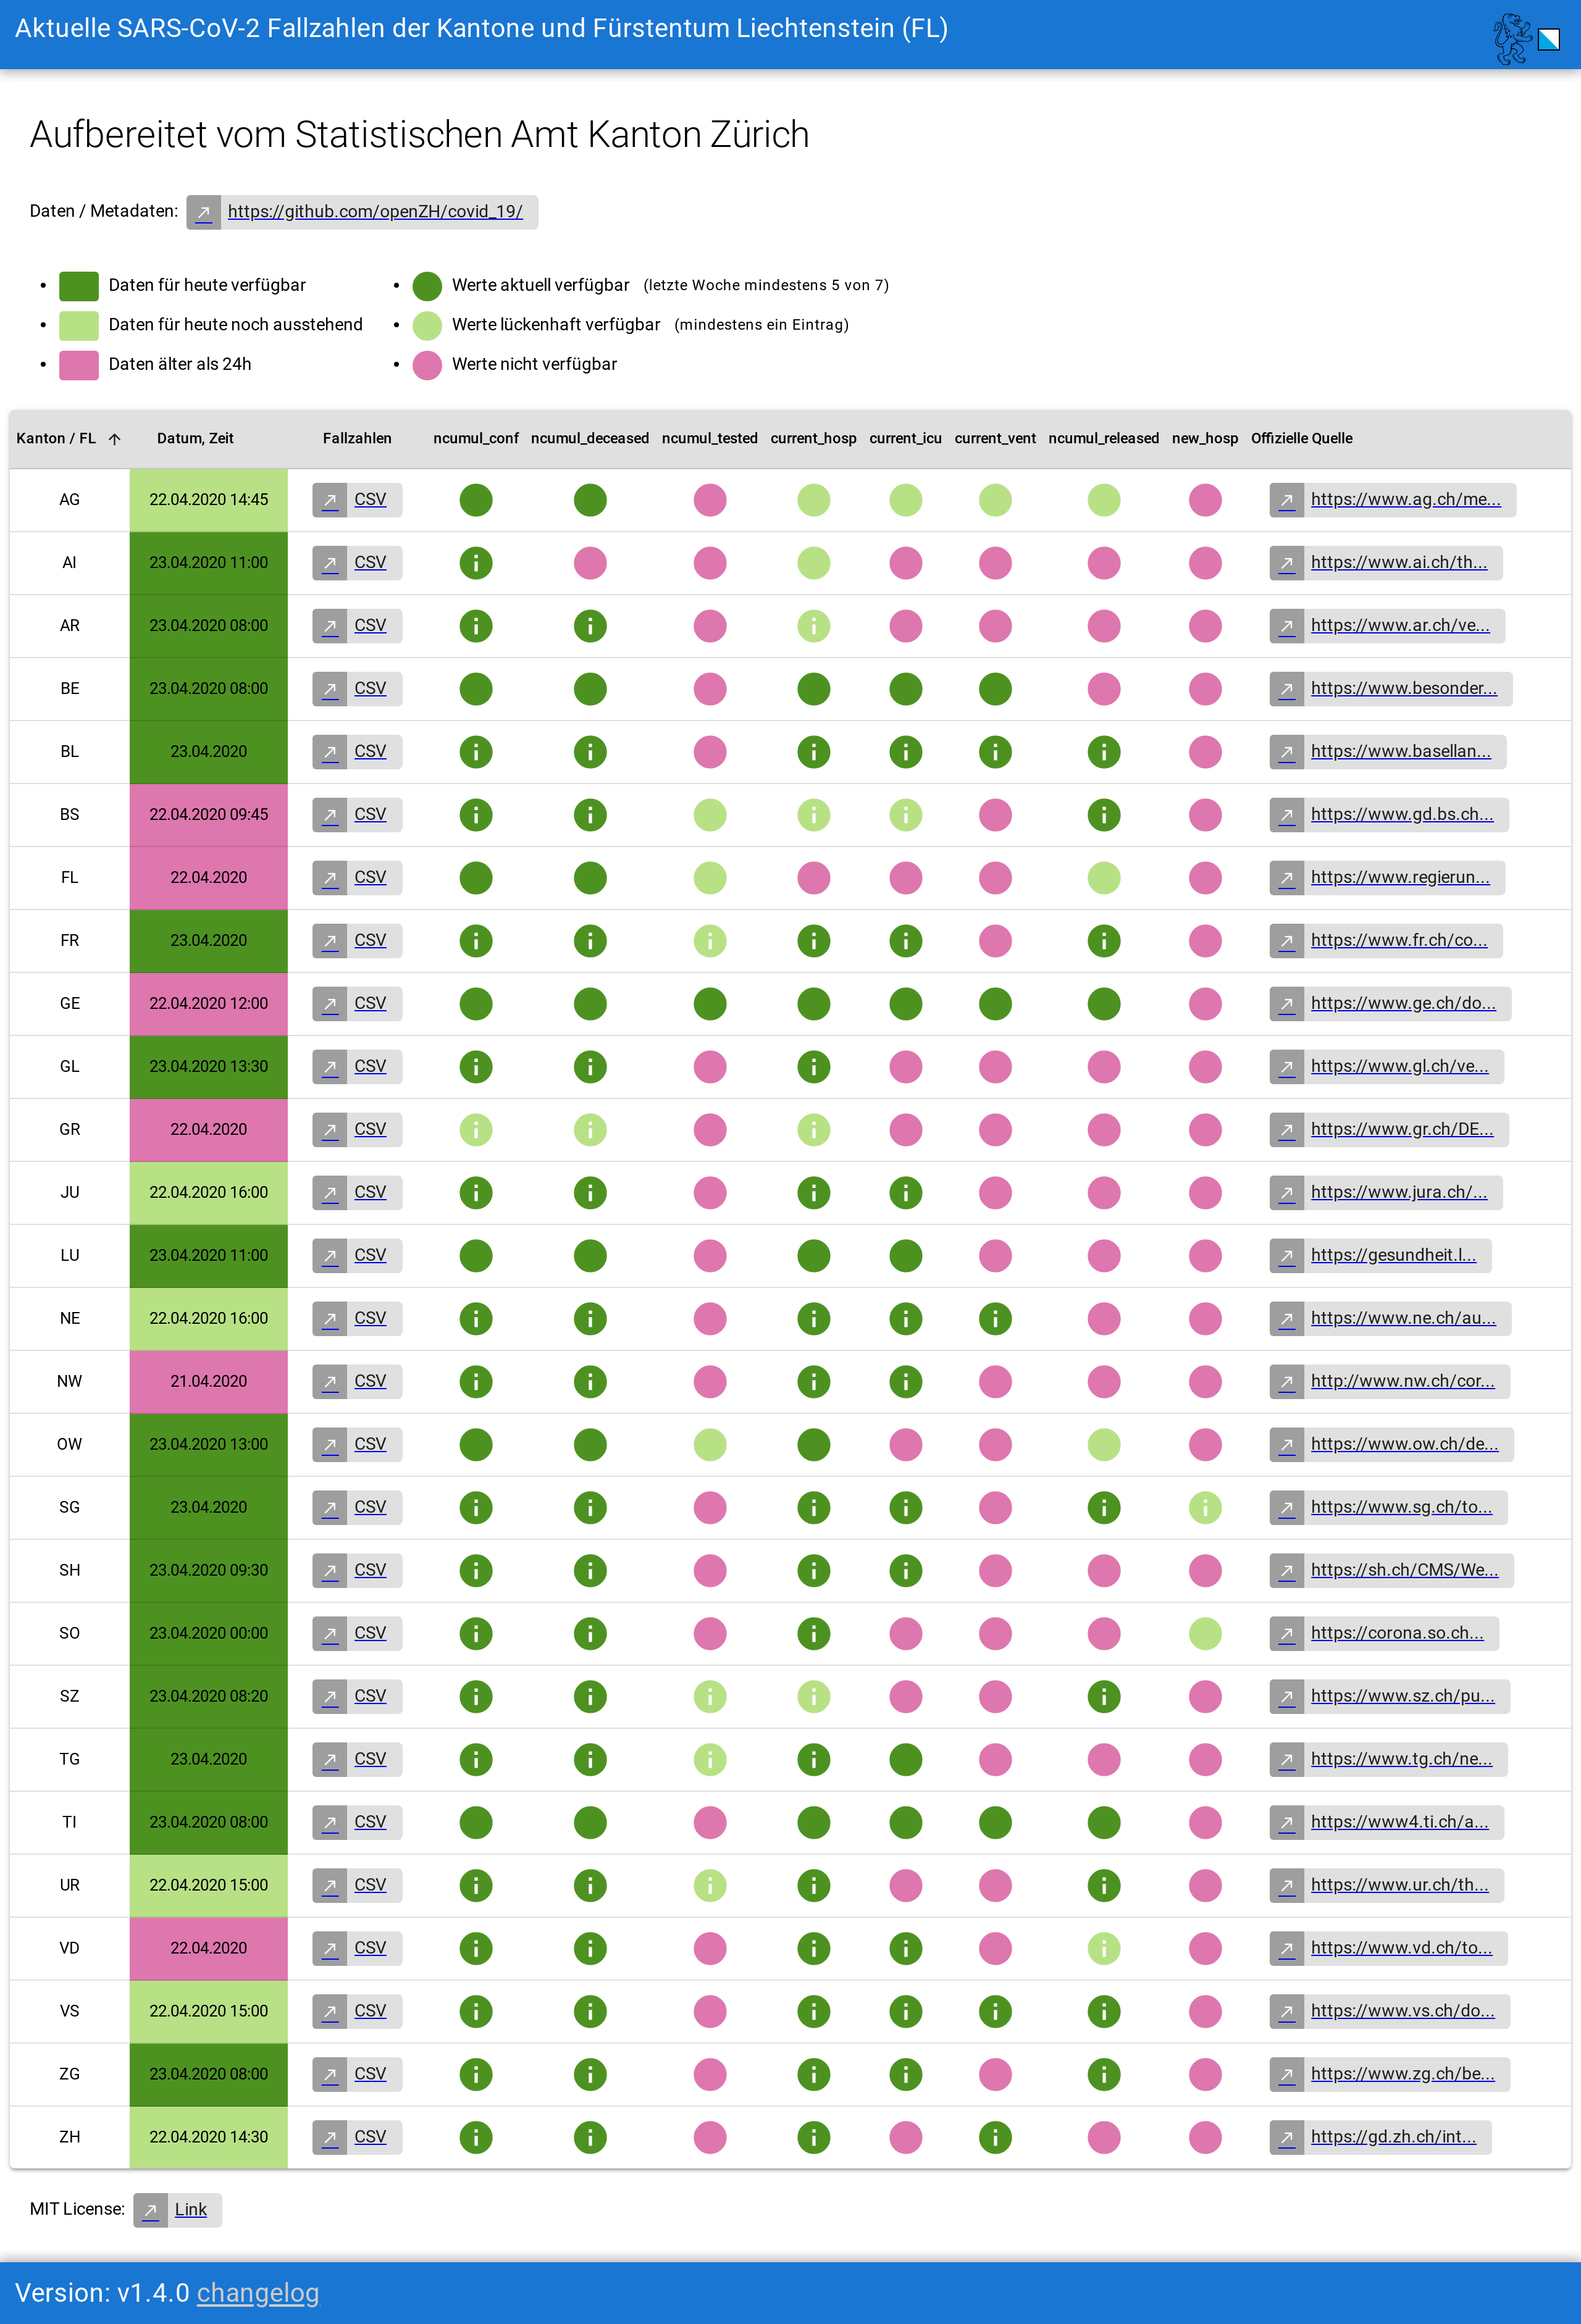 Aktuelle SARS-CoV-2 Fallzahlen der Kantone und Fürstentum Liechtenstein (FL)
Aufbereitet vom Statistischen Amt Kanton Zürich
Daten / Metadaten: https://github.com/openZH/covid_19/
Daten für heute verfügbar Werte aktuell verfügbar (letzte Woche mindestens 5 von 7)
Daten für heute noch ausstehend Werte lückenhaft verfügbar (mindestens ein Eintrag)
Daten älter als 24h Werte nicht verfügbar
Kanton / FL Datum, Zeit Fallzahlen ncumul_conf ncumul_deceased ncumul_tested current_hosp current_icu current_vent ncumul_released new_hosp Offizielle Quelle
AG 22.04.2020 14:45 CSV https://www.ag.ch/me...
AI 23.04.2020 11:00 CSV i https://www.ai.ch/th...
AR 23.04.2020 08:00 CSV i i i https://www.ar.ch/ve...
BE 23.04.2020 08:00 CSV https://www.besonder...
BL 23.04.2020 CSV i i i i i i https://www.basellan...
BS 22.04.2020 09:45 CSV i i i i i https://www.gd.bs.ch...
FL 22.04.2020 CSV https://www.regierun...
FR 23.04.2020 CSV i i i i i i https://www.fr.ch/co...
GE 22.04.2020 12:00 CSV https://www.ge.ch/do...
GL 23.04.2020 13:30 CSV i i i https://www.gl.ch/ve...
GR 22.04.2020 CSV i i i https://www.gr.ch/DE...
JU 22.04.2020 16:00 CSV i i i i https://www.jura.ch/...
LU 23.04.2020 11:00 CSV https://gesundheit.l...
NE 22.04.2020 16:00 CSV i i i i i https://www.ne.ch/au...
NW 21.04.2020 CSV i i i i http://www.nw.ch/cor...
OW 23.04.2020 13:00 CSV https://www.ow.ch/de...
SG 23.04.2020 CSV i i i i i i https://www.sg.ch/to...
SH 23.04.2020 09:30 CSV i i i i https://sh.ch/CMS/We...
SO 23.04.2020 00:00 CSV i i i https://corona.so.ch...
SZ 23.04.2020 08:20 CSV i i i i i https://www.sz.ch/pu...
TG 23.04.2020 CSV i i i i https://www.tg.ch/ne...
TI 23.04.2020 08:00 CSV https://www4.ti.ch/a...
UR 22.04.2020 15:00 CSV i i i i i https://www.ur.ch/th...
VD 22.04.2020 CSV i i i i i https://www.vd.ch/to...
VS 22.04.2020 15:00 CSV i i i i i i https://www.vs.ch/do...
ZG 23.04.2020 08:00 CSV i i i i i https://www.zg.ch/be...
ZH 22.04.2020 14:30 CSV i i i i https://gd.zh.ch/int...
MIT License: Link
Version: v1.4.0 changelog